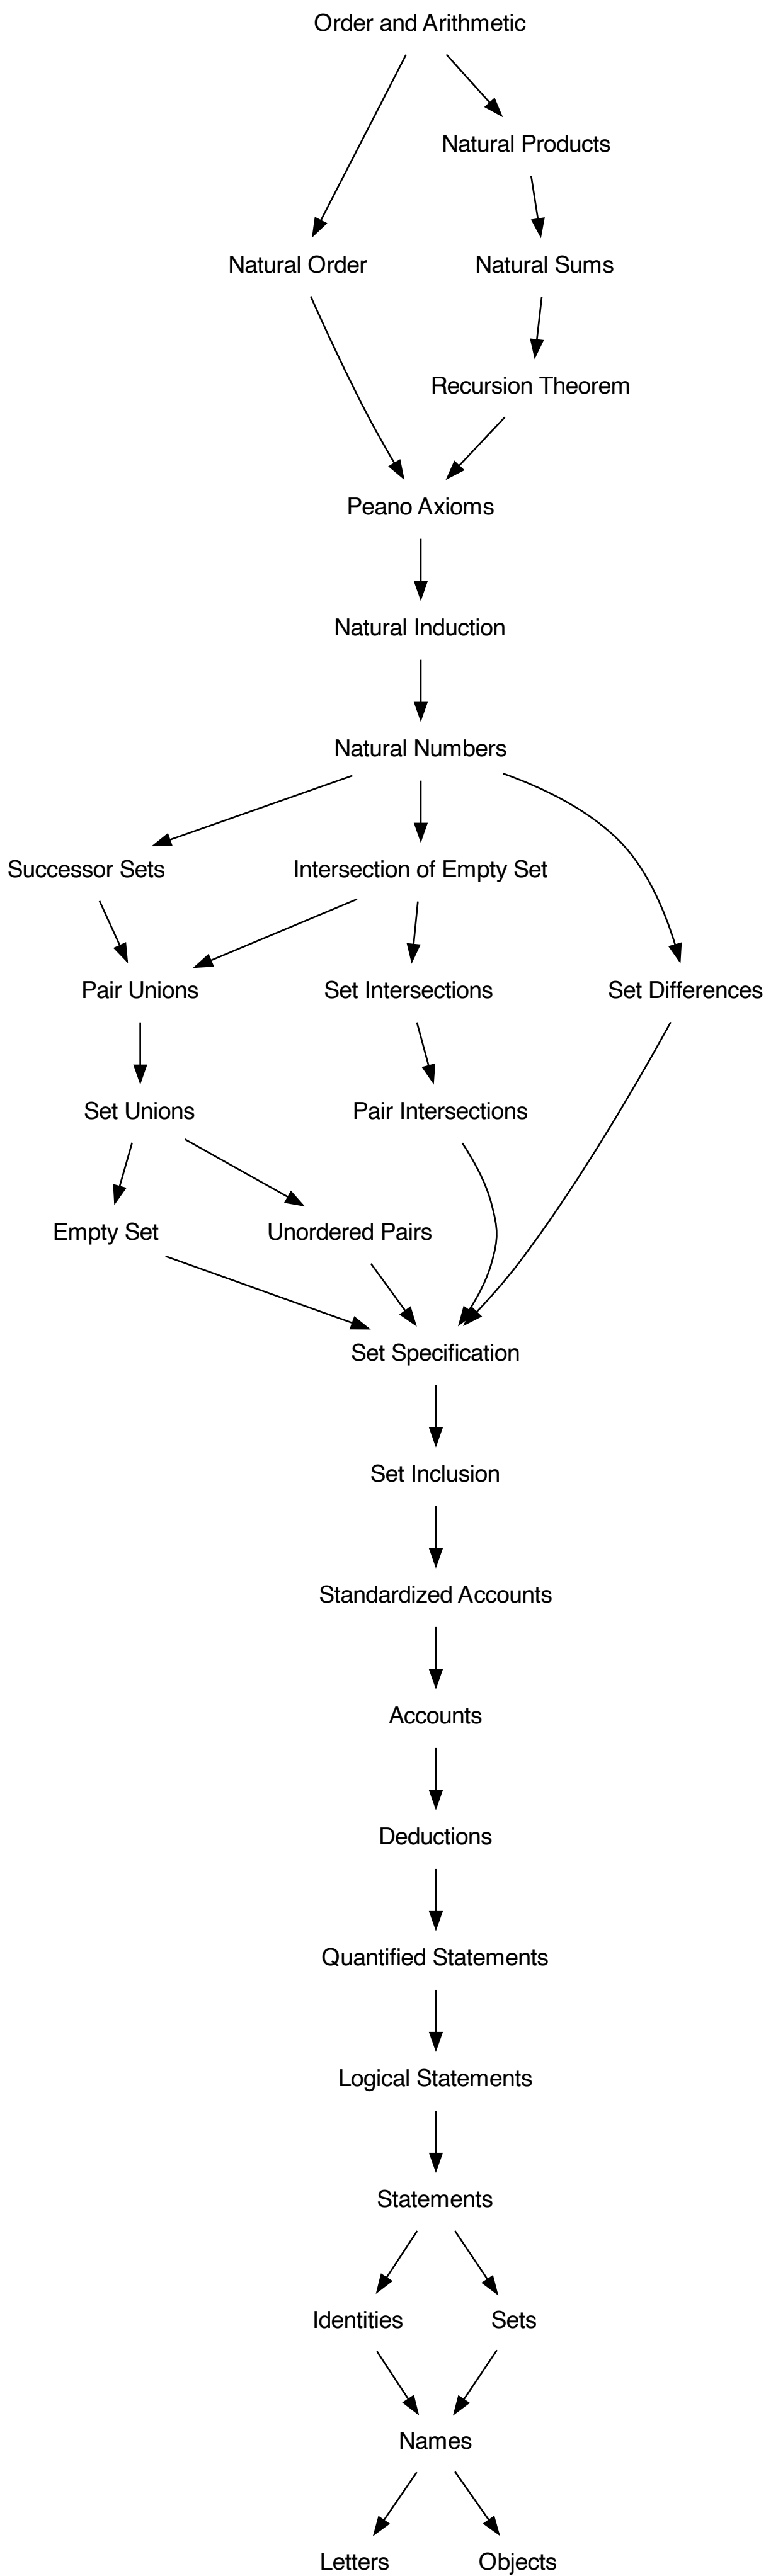 Order and Arithmetic
Natural Products
Natural Order
Natural Sums
Recursion Theorem
Peano Axioms
Natural Induction
Natural Numbers
Successor Sets
Intersection of Empty Set
Pair Unions
Set Intersections
Set Differences
Set Unions
Pair Intersections
Empty Set
Unordered Pairs
Set Specification
Set Inclusion
Standardized Accounts
Accounts
Deductions
Quantified Statements
Logical Statements
Statements
Identities
Sets
Names
Letters
Objects